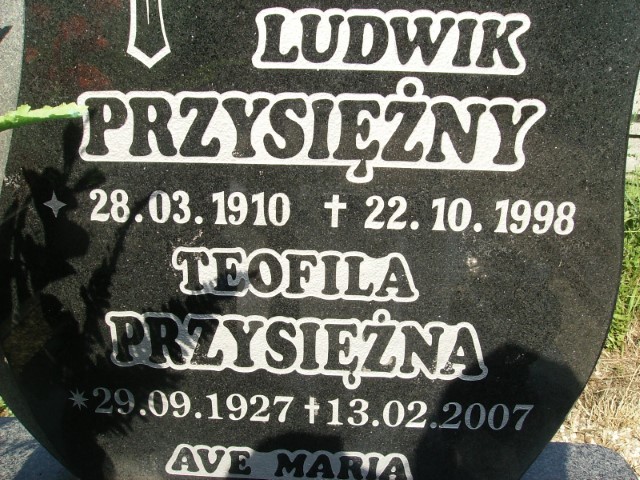 LUDWIK
PRZYSIĘŻNY
28.03.1910 † 22.10.1998
TEOFILA
PRZYSIĘŻNA
*29.09.1927 † 13.02.2007
AVE MARIA